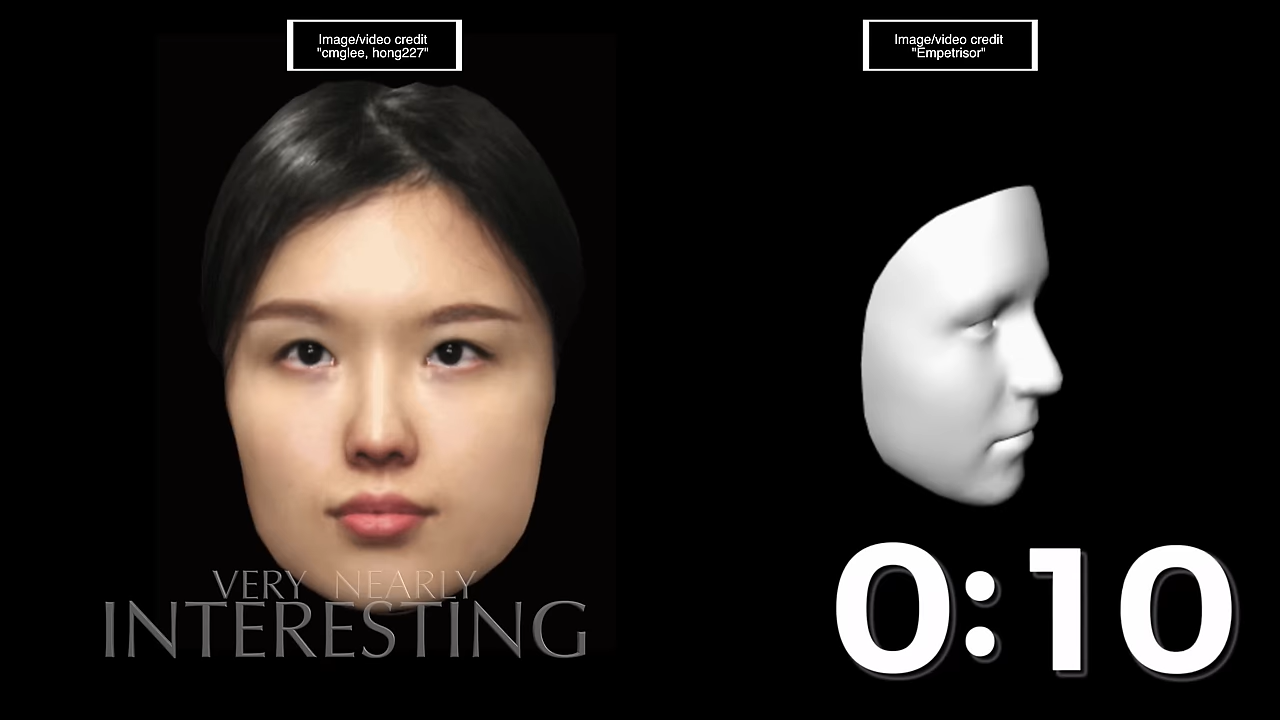 Image/video credit
"cmglee, hong227"
Image/video credit
"Empetrisor"
VERY NEARLY
INTERESTING
0:10